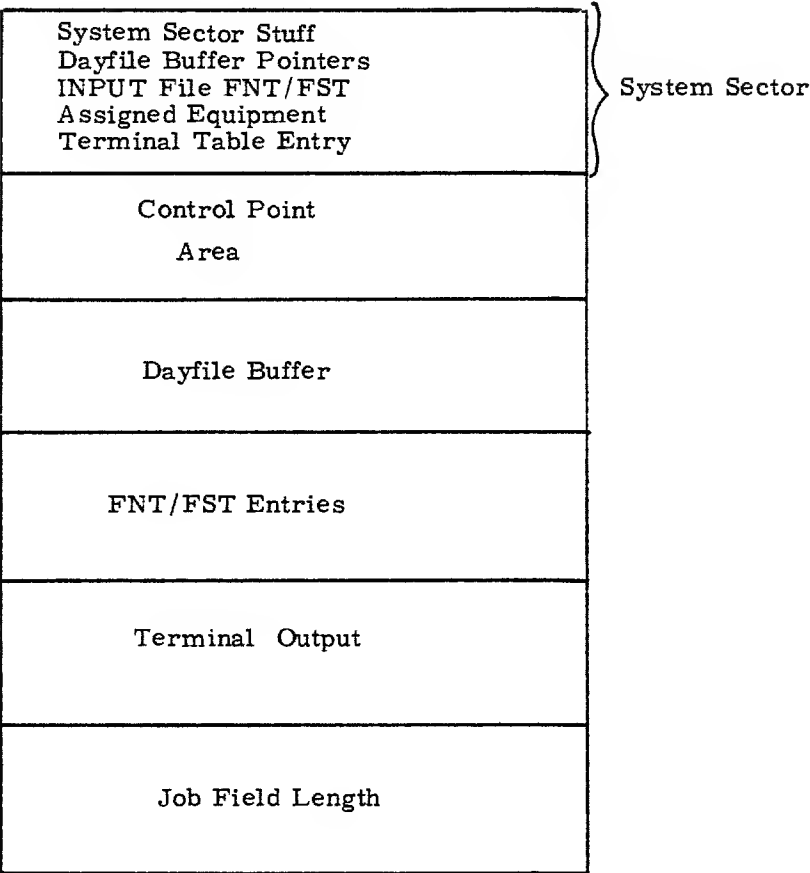 System Sector Stuff
Dayfile Buffer Pointers
INPUT File FNT/FST
Assigned Equipment
Terminal Table Entry
System Sector
Control Point
Area
Dayfile Buffer
FNT/FST Entries
Terminal Output
Job Field Length